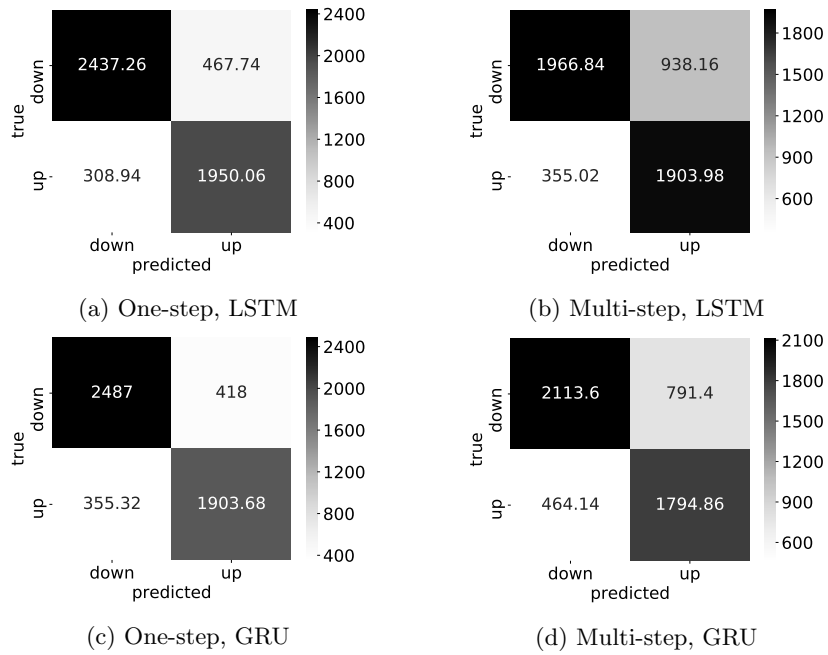 2437.26 467.74
308.94 1950.06
true
down
up
down up
predicted
2400
2000
1600
1200
800
400
(a) One-step, LSTM
1966.84 938.16
355.02 1903.98
true
down
up
down up
predicted
1800
1500
1200
900
600
(b) Multi-step, LSTM
2487 418
355.32 1903.68
true
down
up
down up
predicted
2400
2000
1600
1200
800
400
(c) One-step, GRU
2113.6 791.4
464.14 1794.86
true
down
up
down up
predicted
2100
1800
1500
1200
900
600
(d) Multi-step, GRU